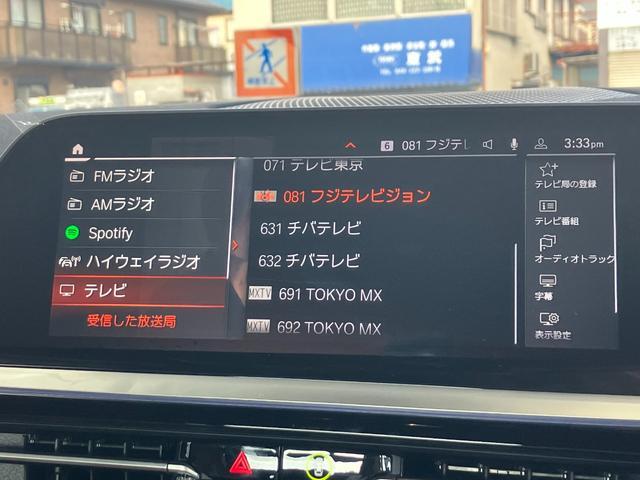 6 081 フジテレ 3:33pm
FMラジオ
AMラジオ
Spotify
ハイウェイラジオ
テレビ
受信した放送局
071 テレビ東京
081 フジテレビジョン
631 チバテレビ
632 チバテレビ
MXTV 691 TOKYO MX
MXTV 692 TOKYO MX
テレビ局の登録
テレビ番組
オーディオトラック
字幕
表示設定